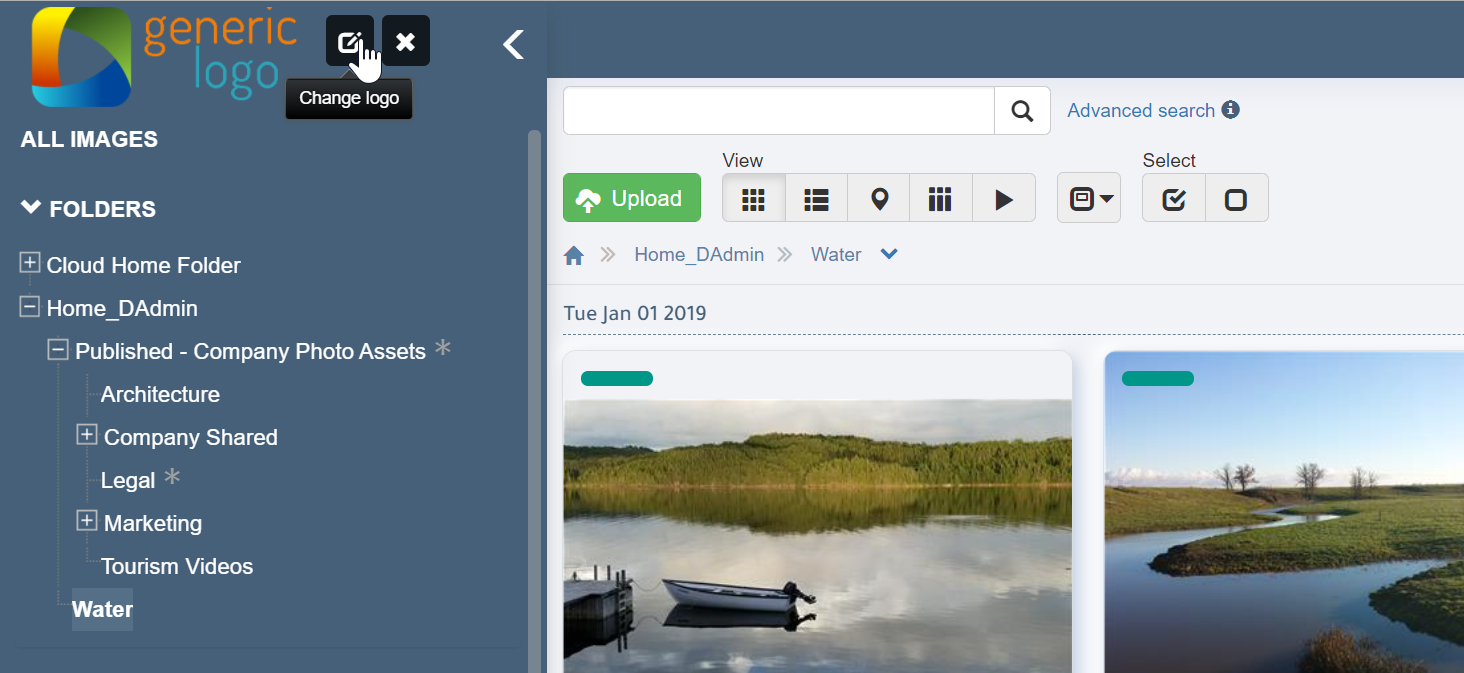 generic
logo
Change logo
ALL IMAGES
FOLDERS
Cloud Home Folder
Home_DAdmin
Published - Company Photo Assets *
Architecture
Company Shared
Legal *
Marketing
Tourism Videos
Water
Advanced search
View
Select
Upload
Home_DAdmin
Water
Tue Jan 01 2019